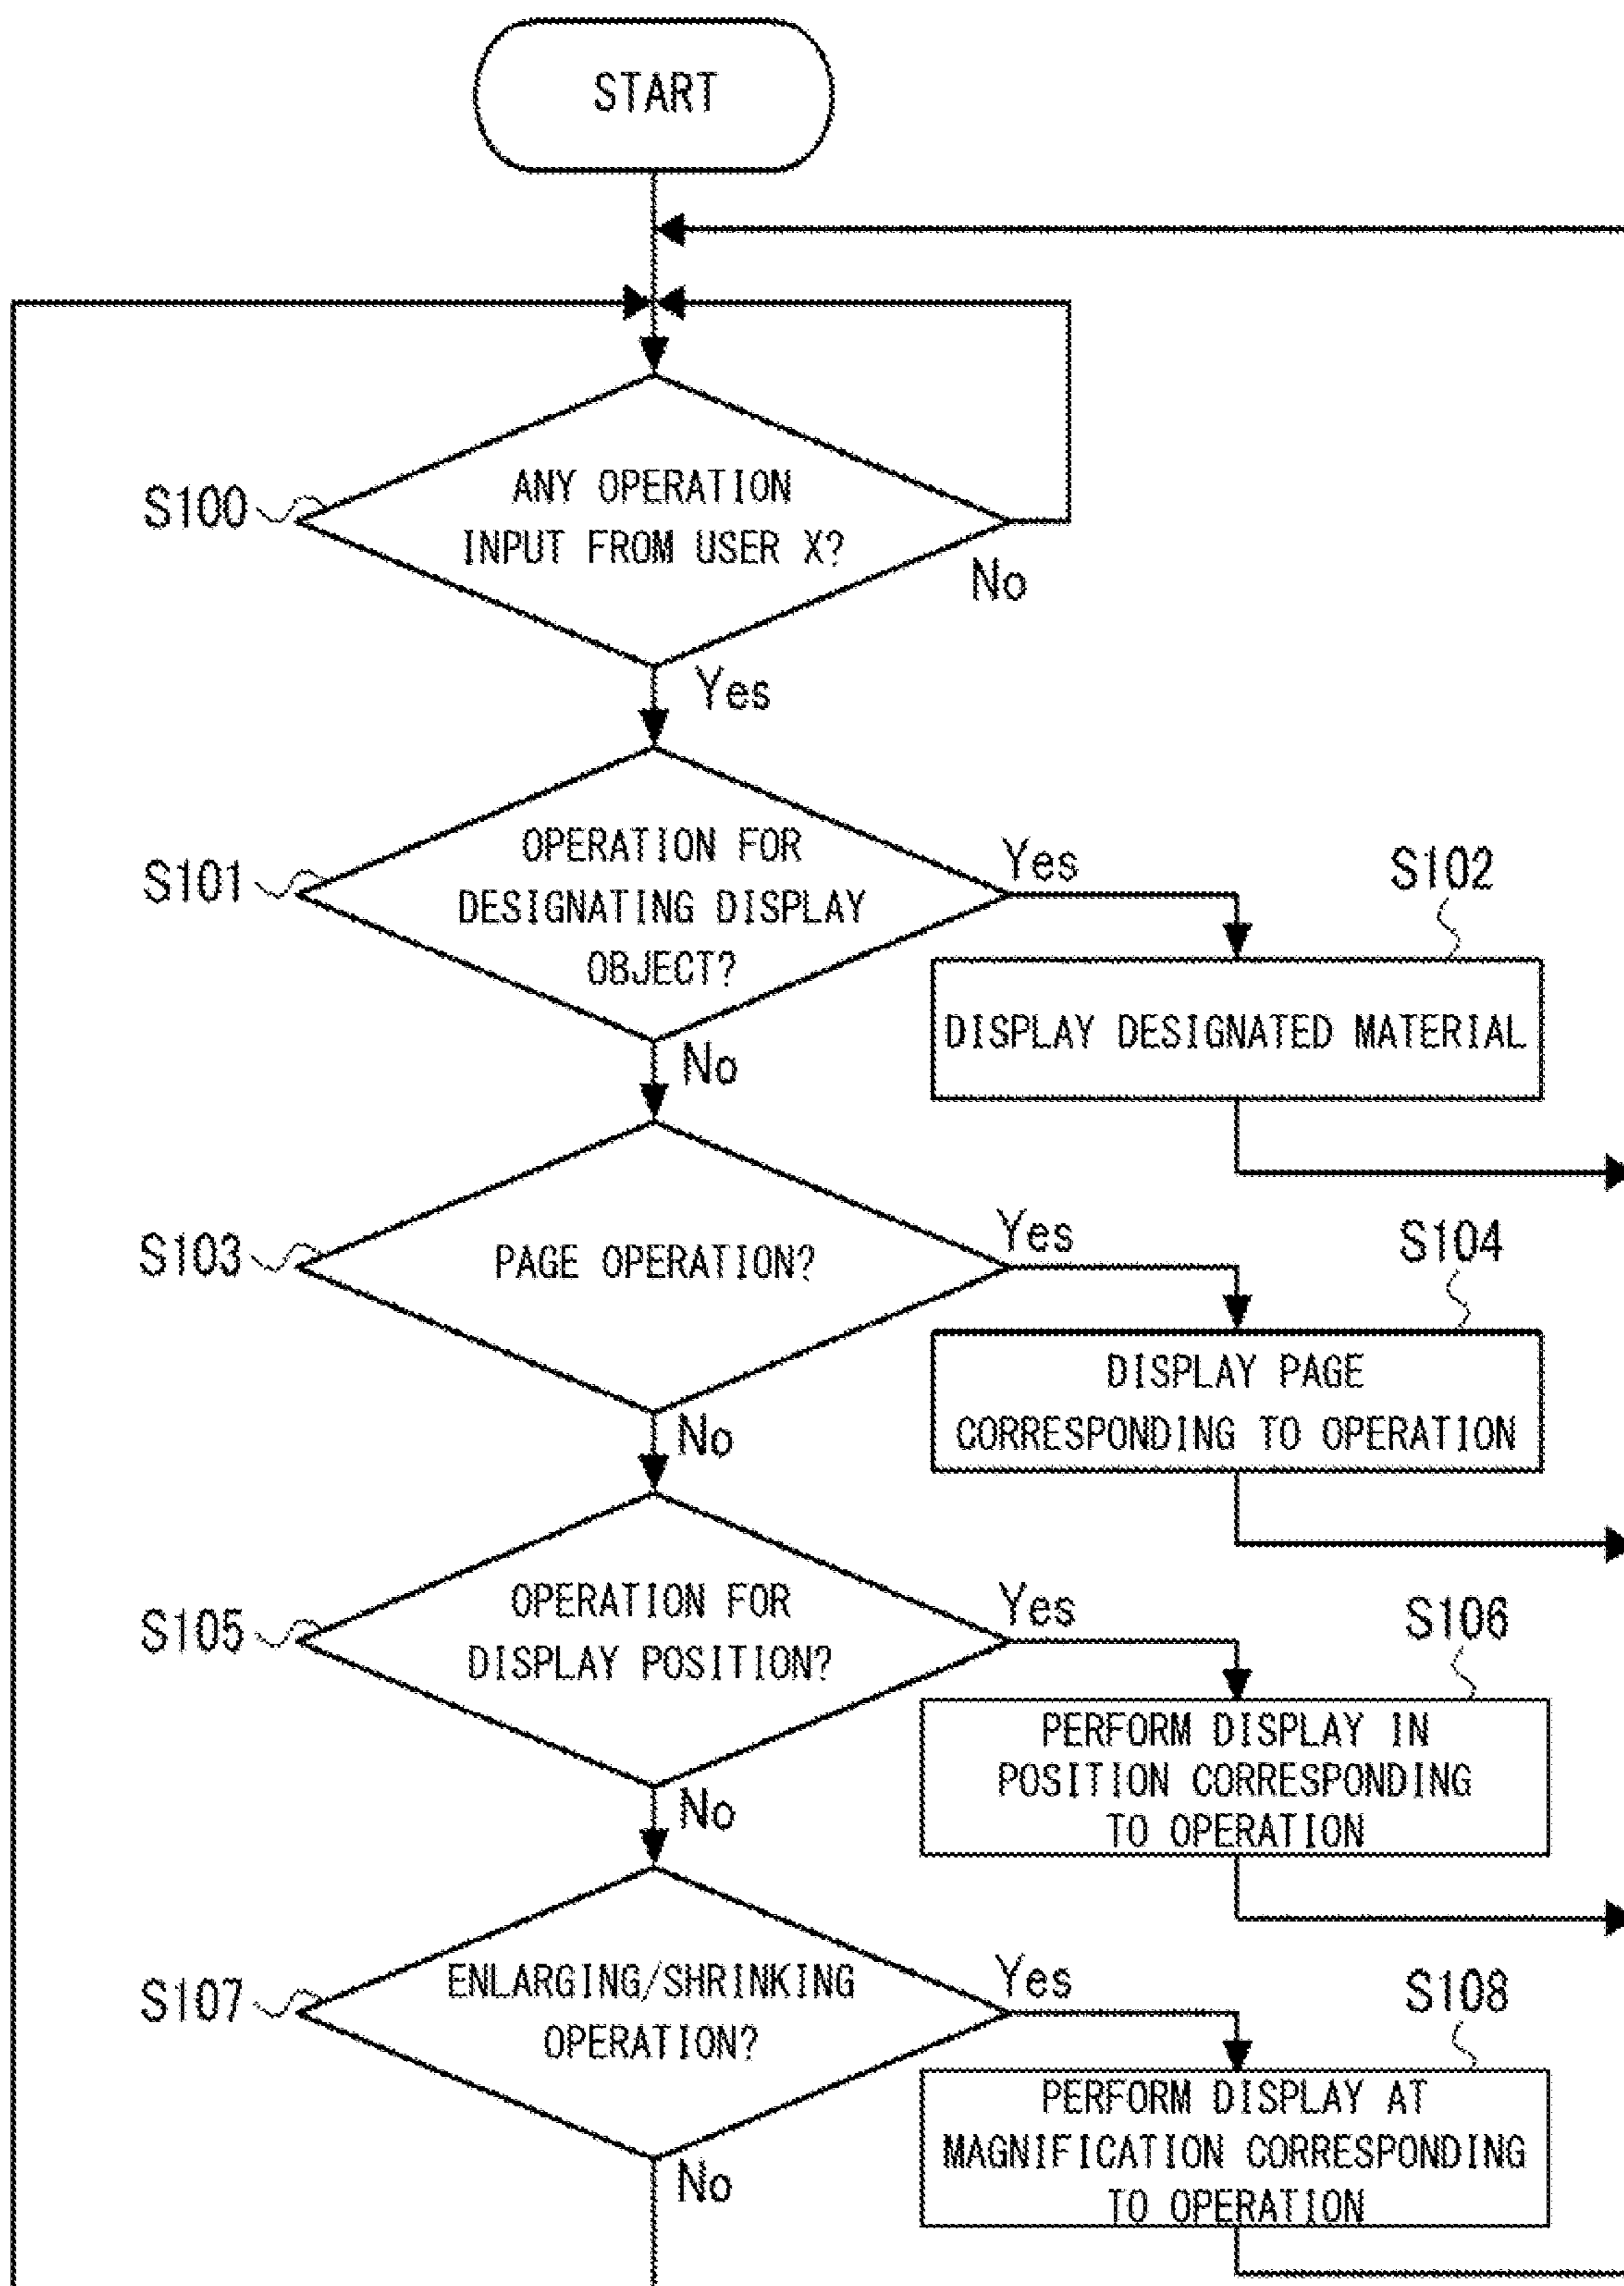 START
S100
ANY OPERATION
INPUT FROM USER X?
No
Yes
S101
OPERATION FOR
DESIGNATING DISPLAY
OBJECT?
Yes
S102
DISPLAY DESIGNATED MATERIAL
No
S103
PAGE OPERATION?
Yes
S104
DISPLAY PAGE
CORRESPONDING TO OPERATION
No
S105
OPERATION FOR
DISPLAY POSITION?
Yes
S106
PERFORM DISPLAY IN
POSITION CORRESPONDING
TO OPERATION
No
S107
ENLARGING/SHRINKING
OPERATION?
Yes
S108
PERFORM DISPLAY AT
MAGNIFICATION CORRESPONDING
TO OPERATION
No